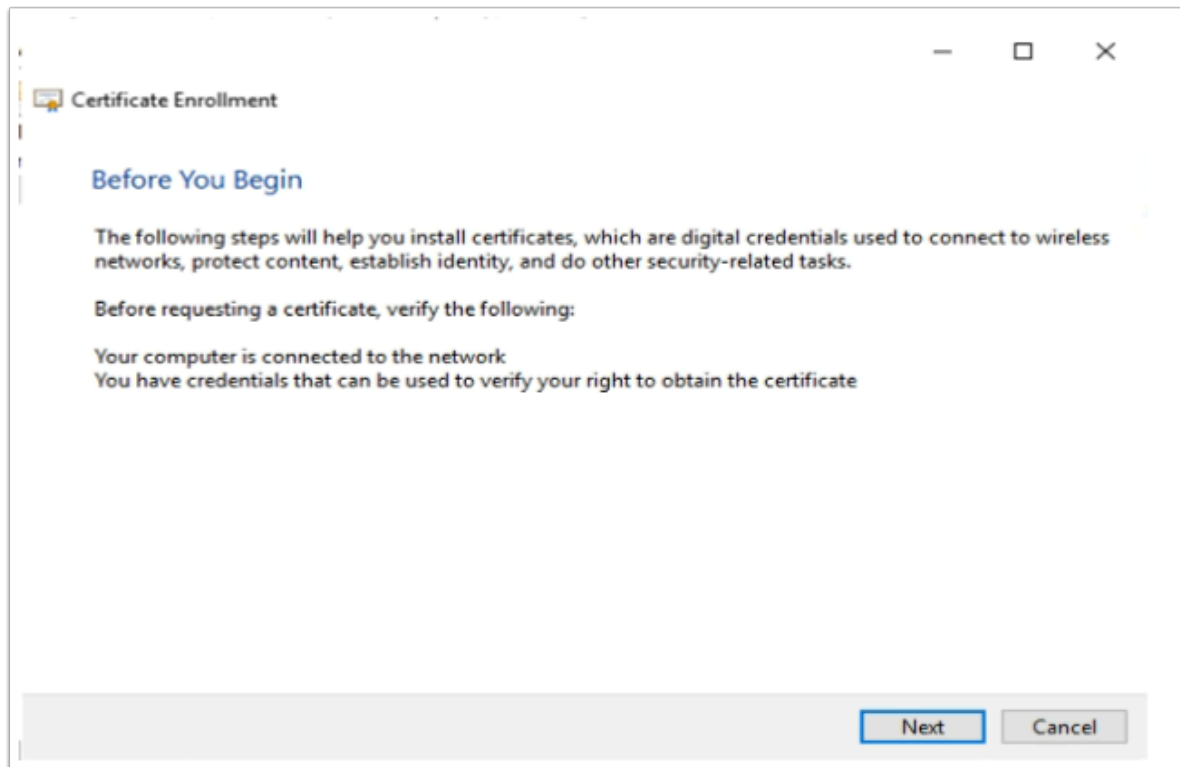 Certificate Enrollment
Before You Begin
The following steps will help you install certificates, which are digital credentials used to connect to wireless
networks, protect content, establish identity, and do other security-related tasks.
Before requesting a certificate, verify the following:
Your computer is connected to the network
You have credentials that can be used to verify your right to obtain the certificate
Next
Cancel